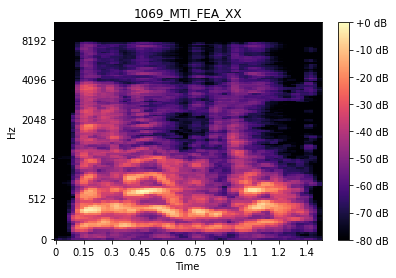 1069_MTI_FEA_XX
Hz
8192
4096
2048
1024
512
0
0 0.15 0.3 0.45 0.6 0.75 0.9 1.1 1.2 1.4
Time
+0 dB
-10 dB
-20 dB
-30 dB
-40 dB
-50 dB
-60 dB
-70 dB
-80 dB